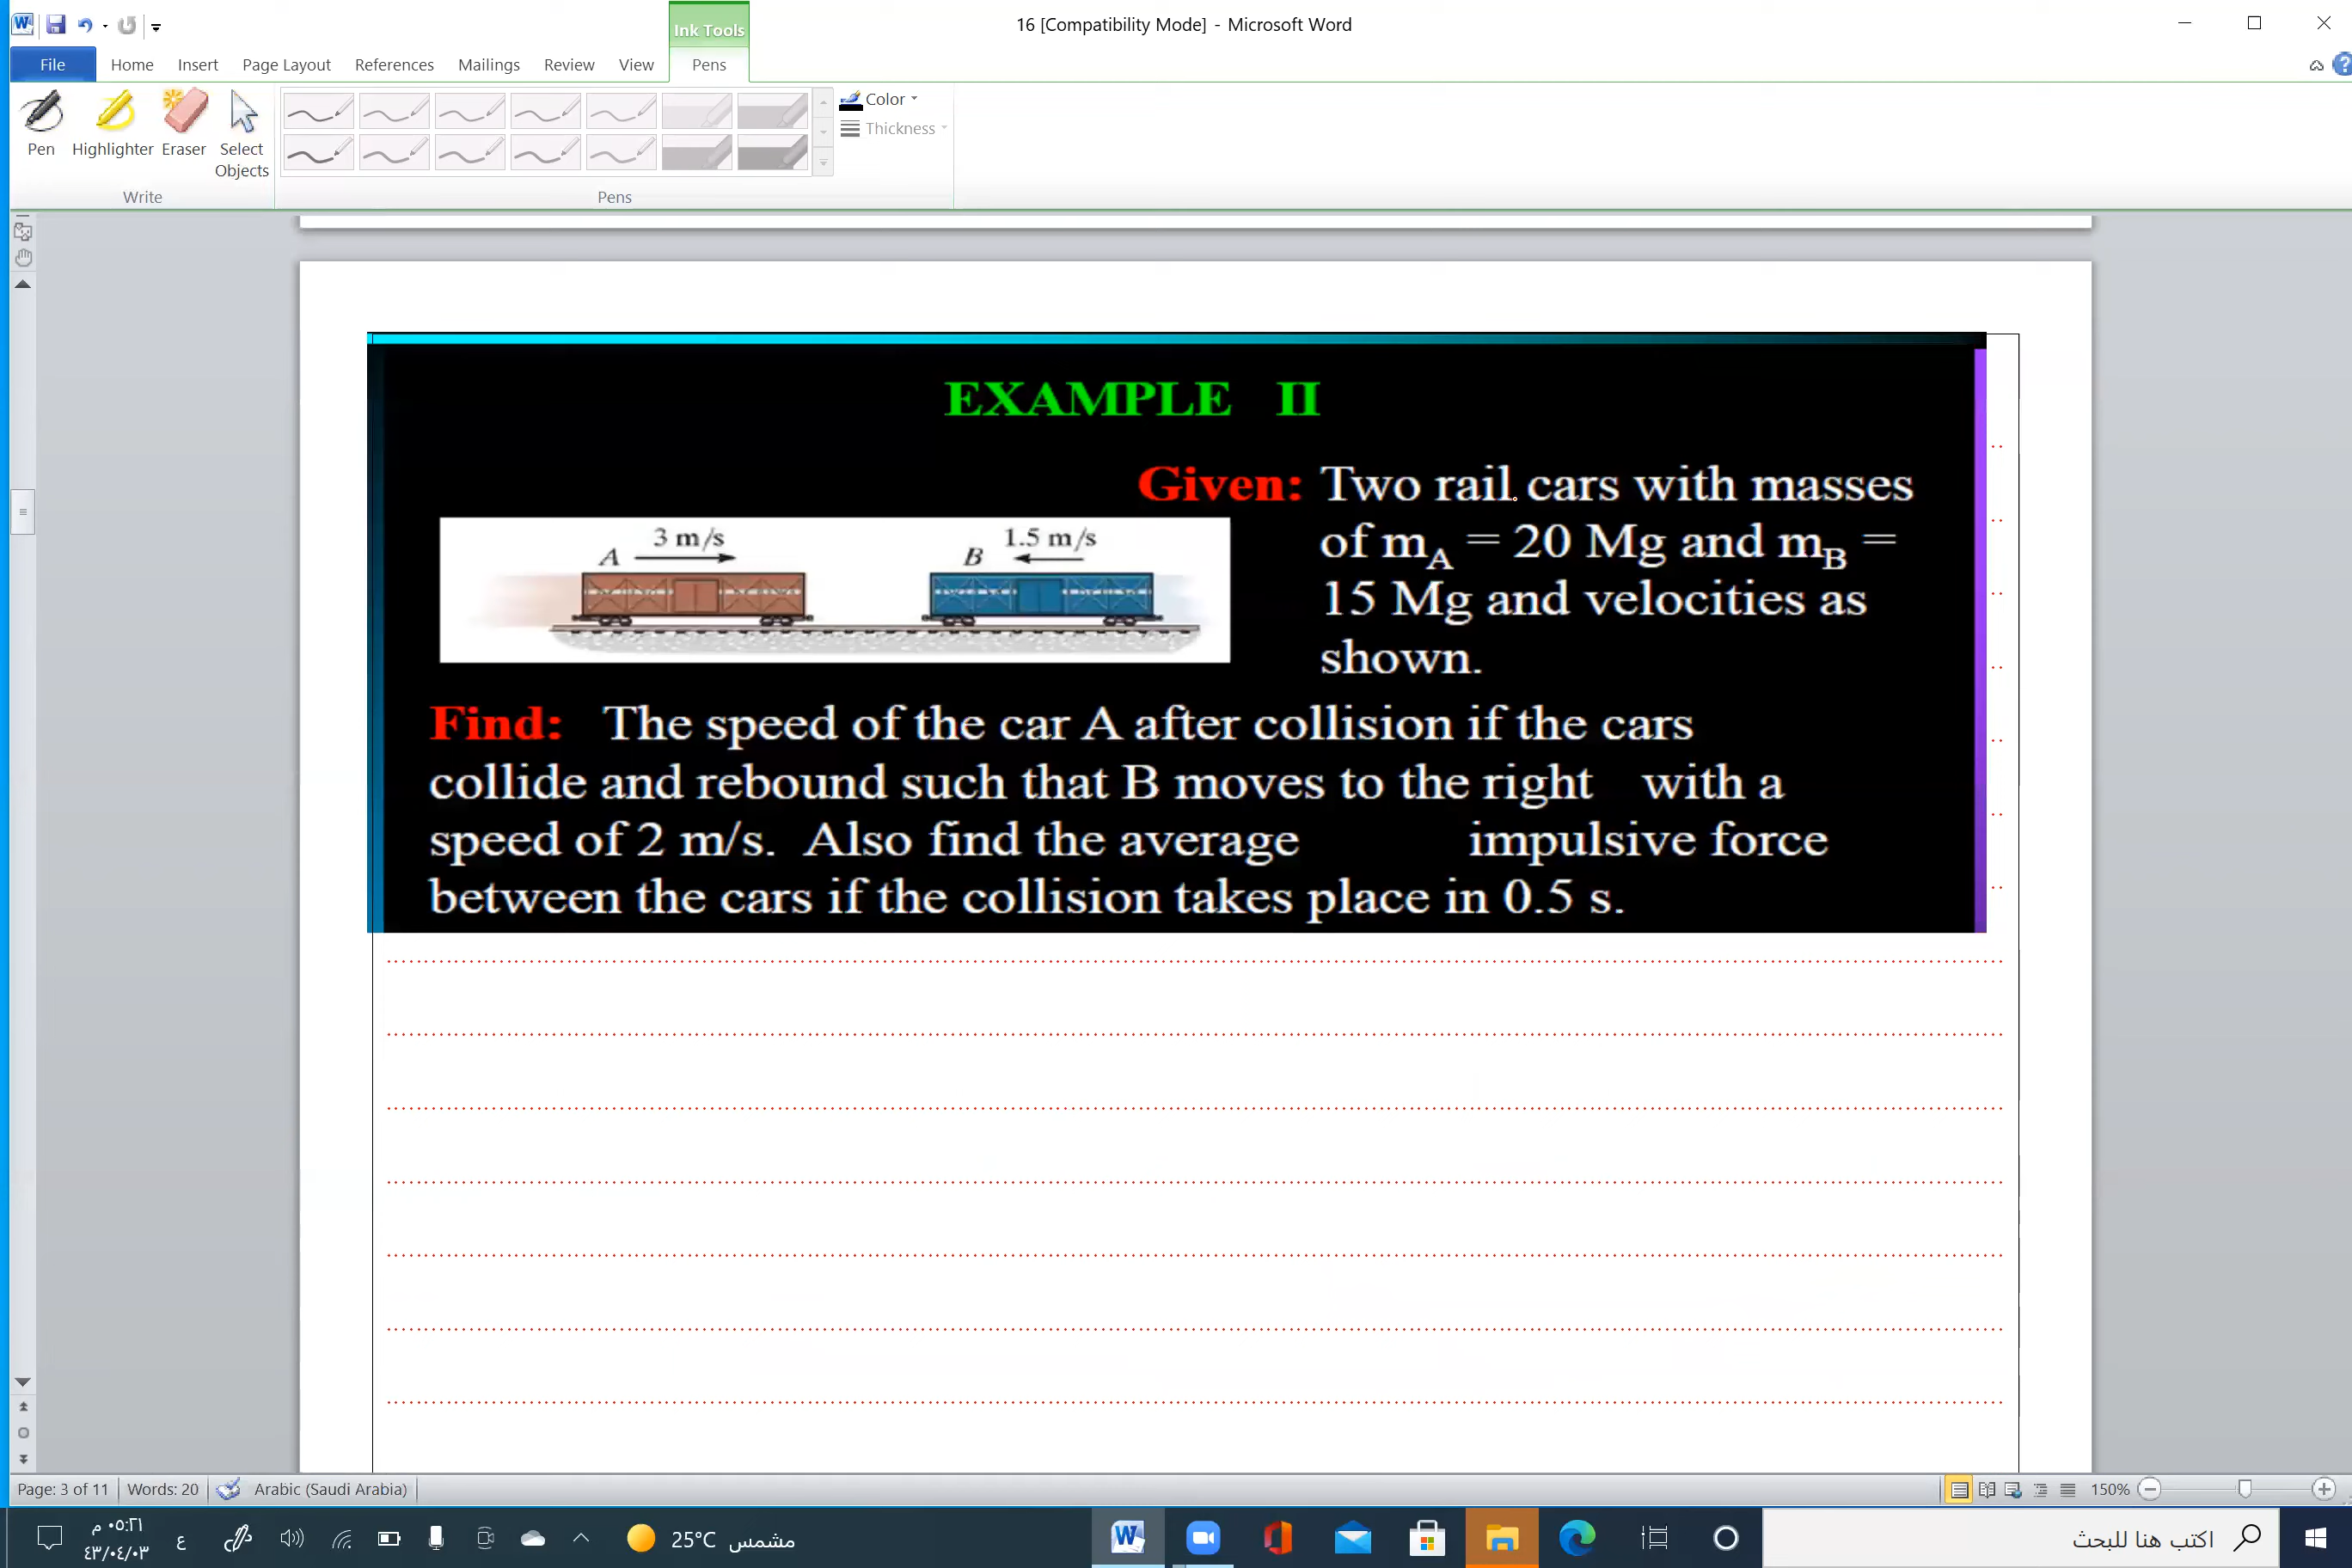 Ink Tools
16 [Compatibility Mode] - Microsoft Word
File Home Insert Page Layout References Mailings Review View Pens
Pen Highlighter Eraser Select Objects
Color
Thickness
Write
Pens
EXAMPLE II
Given: Two rail cars with masses
of mA = 20 Mg and mB =
15 Mg and velocities as
shown.
A 3 m/s B 1.5 m/s
Find: The speed of the car A after collision if the cars
collide and rebound such that B moves to the right with a
speed of 2 m/s. Also find the average impulsive force
between the cars if the collision takes place in 0.5 s.
Page: 3 of 11 Words: 20 Arabic (Saudi Arabia) 150%
٠٥:٢١ م
٤٣/٠٤/٠٣
ع
25°C مشمس
اكتب هنا للبحث